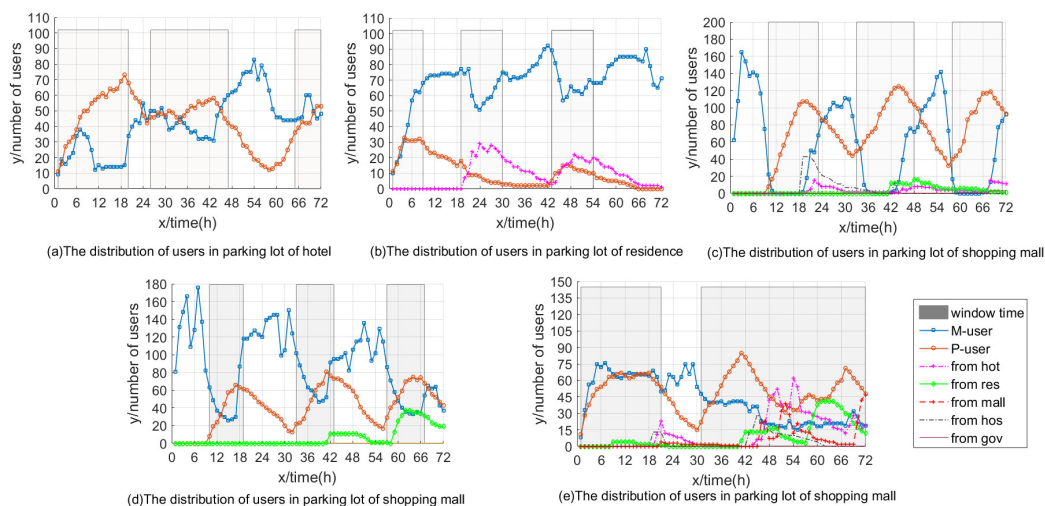 110
100
90
80
70
60
50
40
30
20
10
0
y/number of users
0 6 12 18 24 30 36 42 48 54 60 66 72
x/time(h)
(a)The distribution of users in parking lot of hotel
110
100
90
80
70
60
50
40
30
20
10
0
y/number of users
0 6 12 18 24 30 36 42 48 54 60 66 72
x/time(h)
(b)The distribution of users in parking lot of residence
200
180
160
140
120
100
80
60
40
20
0
y/number of users
0 6 12 18 24 30 36 42 48 54 60 66 72
x/time(h)
(c)The distribution of users in parking lot of shopping mall
180
160
140
120
100
80
60
40
20
0
y/number of users
0 6 12 18 24 30 36 42 48 54 60 66 72
x/time(h)
(d)The distribution of users in parking lot of shopping mall
150
135
120
105
90
75
60
45
30
15
0
y/number of users
0 6 12 18 24 30 36 42 48 54 60 66 72
x/time(h)
(e)The distribution of users in parking lot of shopping mall
window time
M-user
P-user
from hot
from res
from mall
from hos
from gov